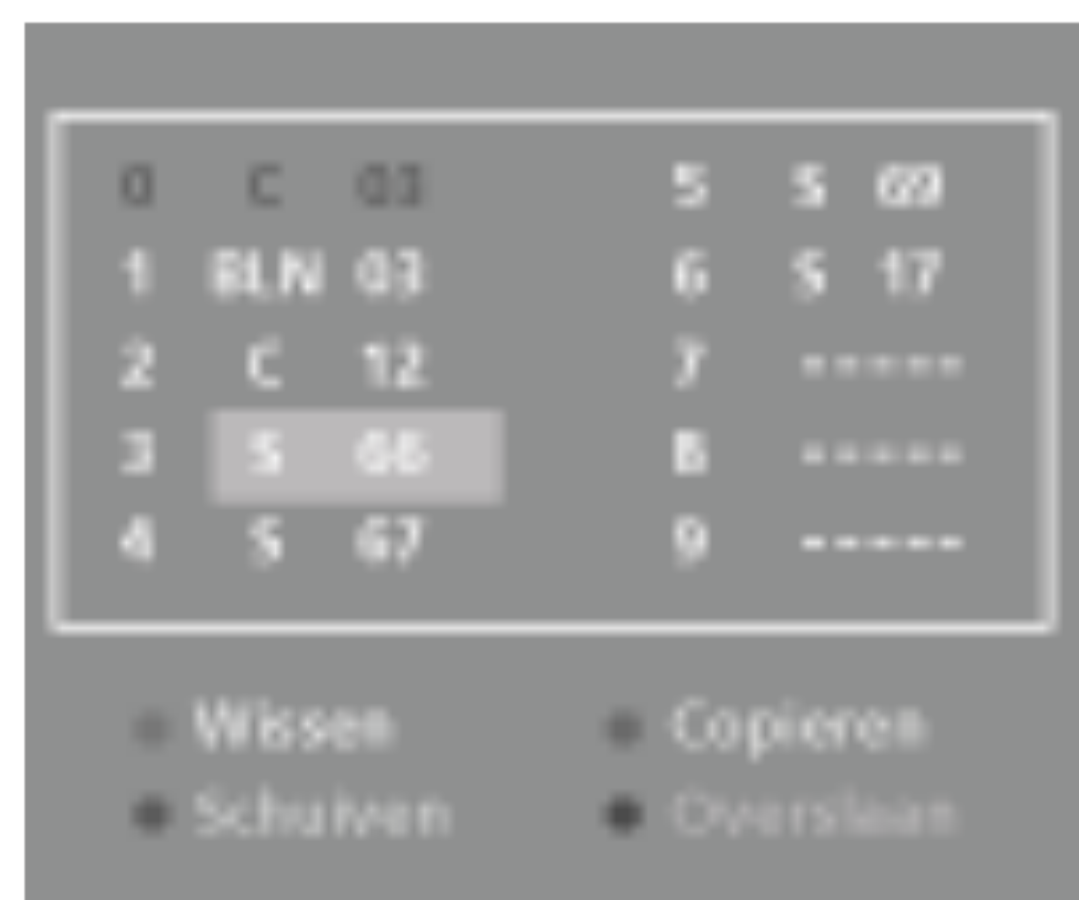 0 C 03 5 S 09
1 BLN 03 6 S 17
2 C 12 7 -----
3 S 06 8 -----
4 S 07 9 -----
Wissen Copieren
Schuiven Overslaan